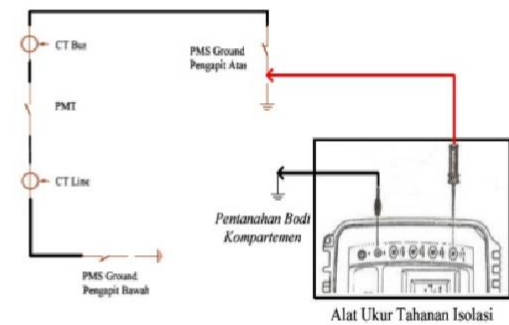 CT Bus
PMS Ground
Pengapit Atas
PMT
CT Line
Pentanahan Bodi
Kompartemen
PMS Ground
Pengapit Bawah
Alat Ukur Tahanan Isolasi